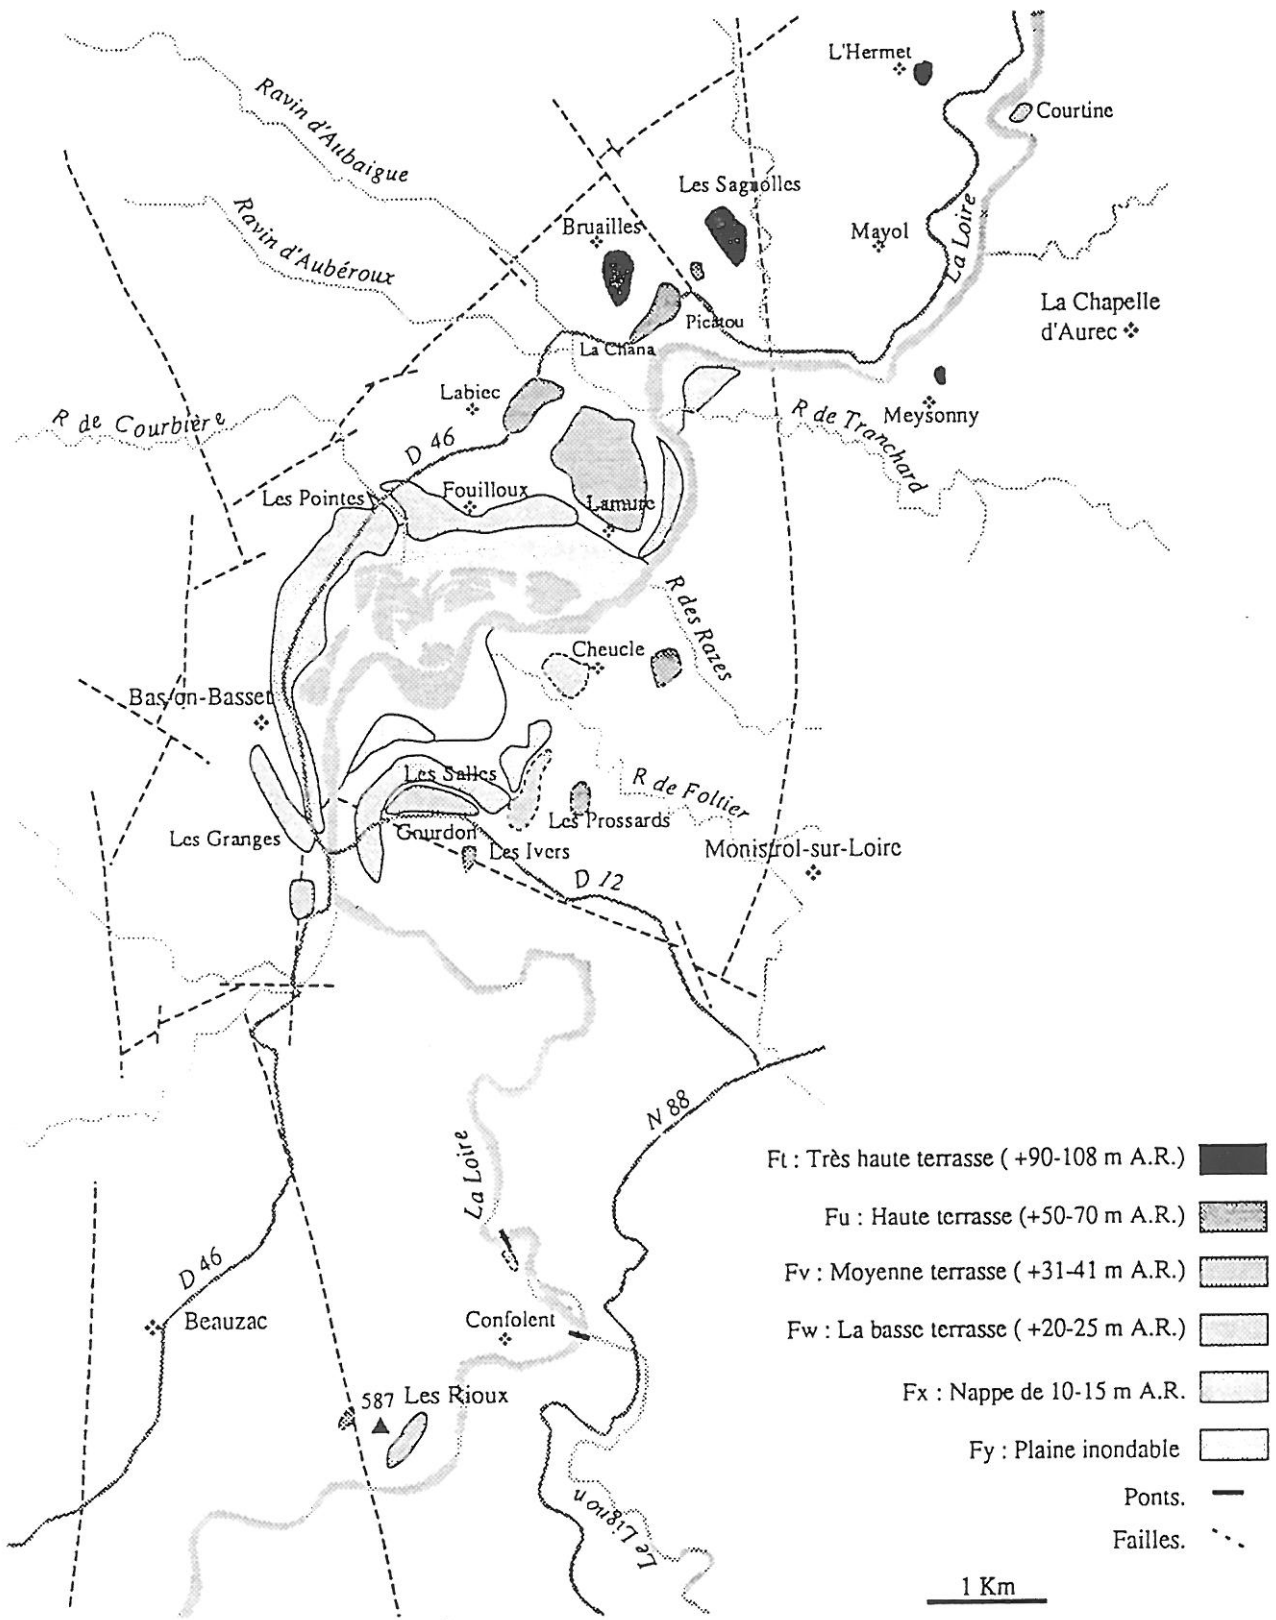 L'Hermet
Courtine
Ravin d'Aubaigue
Les Sagnolles
Bruailles
Mayol
La Loire
Ravin d'Aubéroux
La Chapelle
d'Aurec
Picatou
La Chana
Labiec
Meysonny
R de Courbière
R de Tranchard
D 46
Les Pointes
Fouilloux
Lamure
R des Razes
Cheucle
Bas-en-Basset
Les Salles
R de Foltier
Les Granges
Gourdon
Les Prossards
Les Ivers
Monistrol-sur-Loire
D 12
N 88
La Loire
D 46
Beauzac
Confolent
587
Les Rioux
Le Lignon
Ft : Très haute terrasse ( +90-108 m A.R.)
Fu : Haute terrasse (+50-70 m A.R.)
Fv : Moyenne terrasse ( +31-41 m A.R.)
Fw : La basse terrasse ( +20-25 m A.R.)
Fx : Nappe de 10-15 m A.R.
Fy : Plaine inondable
Ponts.
Failles.
1 Km